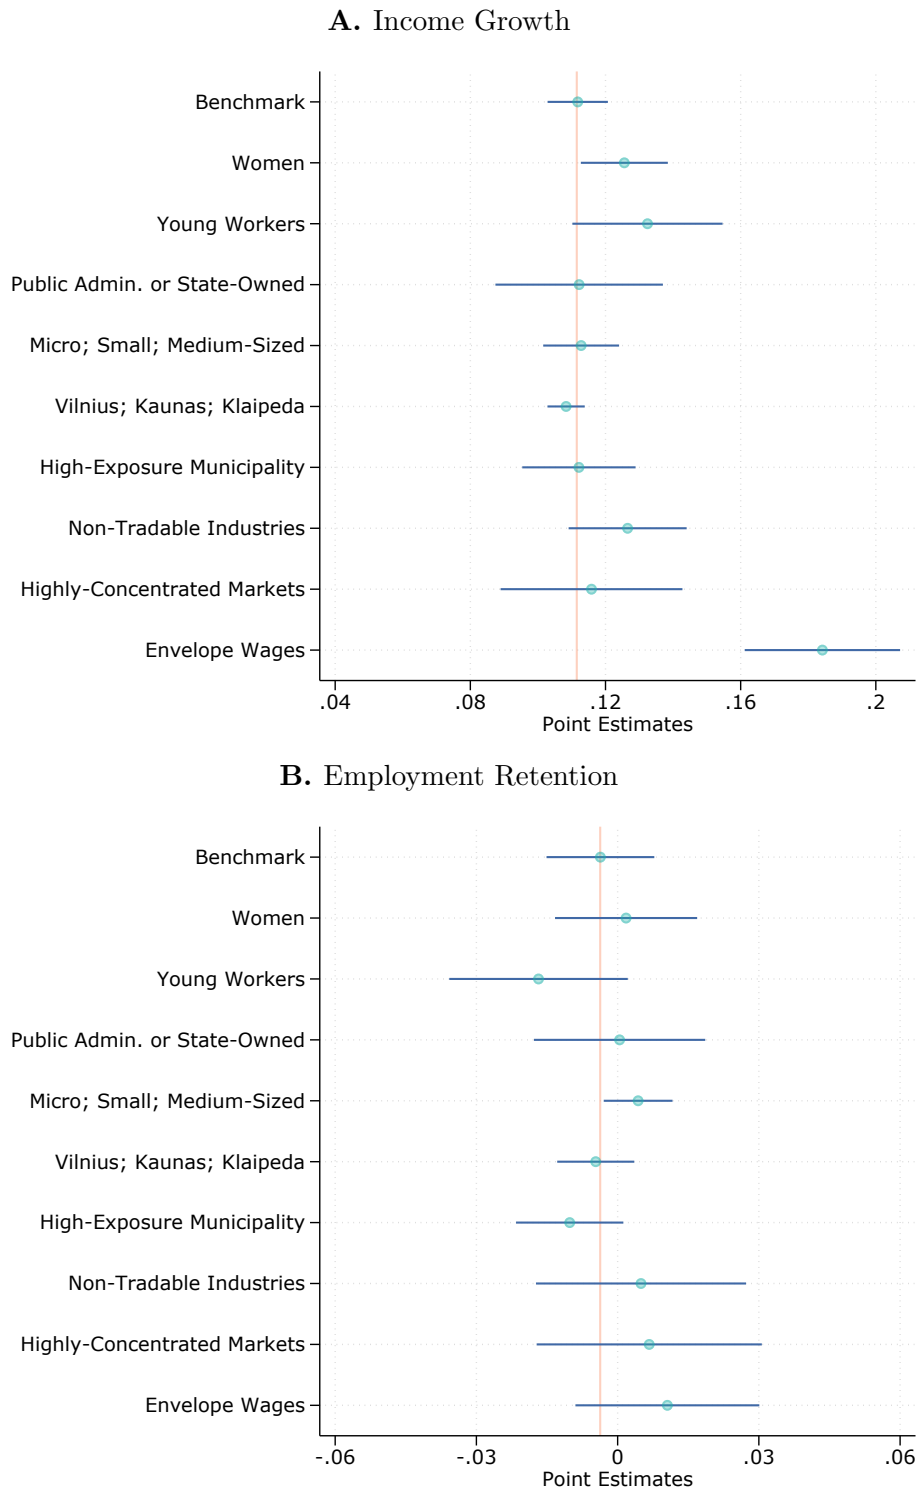 A. Income Growth
Benchmark
Women
Young Workers
Public Admin. or State-Owned
Micro; Small; Medium-Sized
Vilnius; Kaunas; Klaipeda
High-Exposure Municipality
Non-Tradable Industries
Highly-Concentrated Markets
Envelope Wages
.04 .08 .12 .16 .2
Point Estimates
B. Employment Retention
Benchmark
Women
Young Workers
Public Admin. or State-Owned
Micro; Small; Medium-Sized
Vilnius; Kaunas; Klaipeda
High-Exposure Municipality
Non-Tradable Industries
Highly-Concentrated Markets
Envelope Wages
-.06 -.03 0 .03 .06
Point Estimates